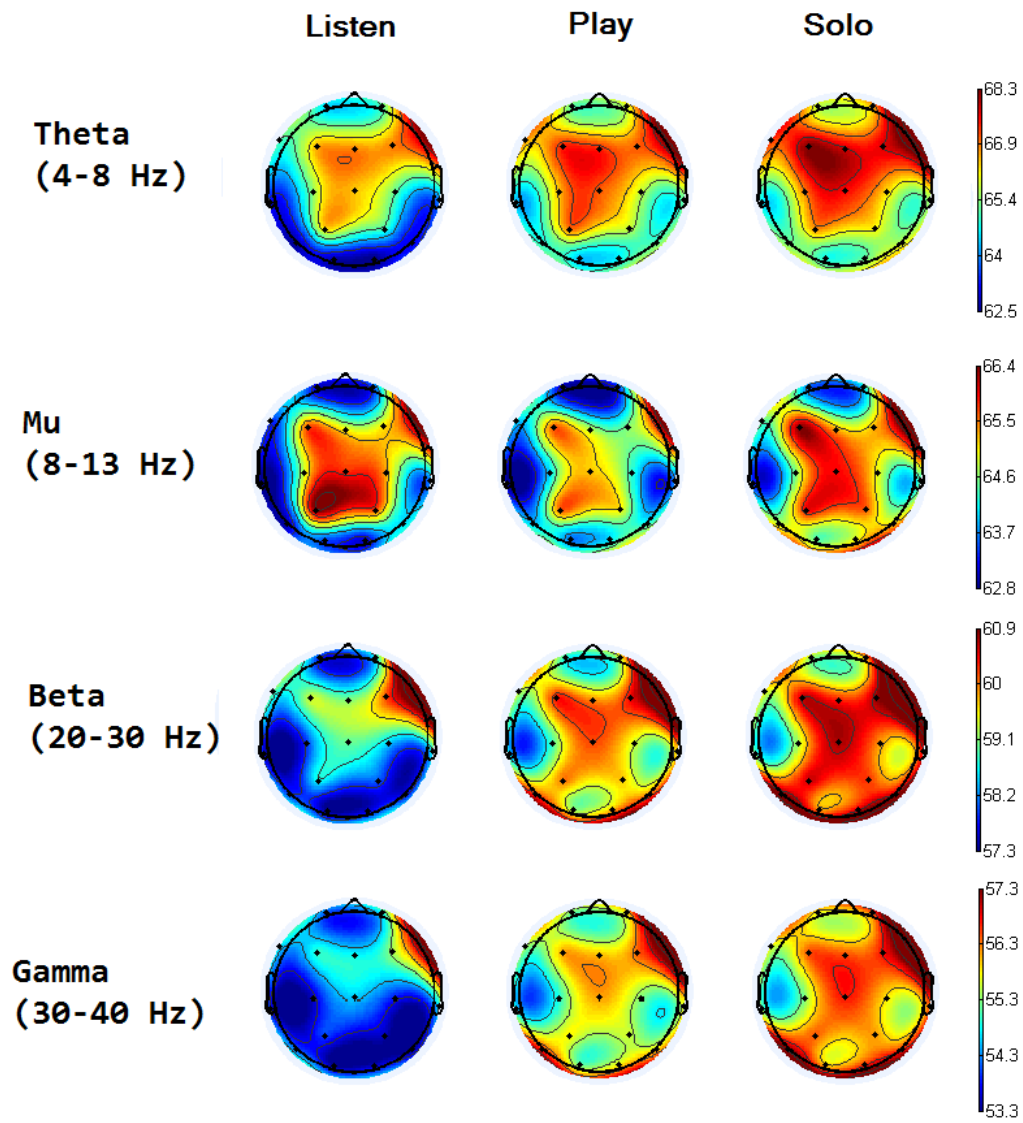 Listen Play Solo
Theta
(4-8 Hz)
68.3
66.9
65.4
64
62.5
Mu
(8-13 Hz)
66.4
65.5
64.6
63.7
62.8
Beta
(20-30 Hz)
60.9
60
59.1
58.2
57.3
Gamma
(30-40 Hz)
57.3
56.3
55.3
54.3
53.3